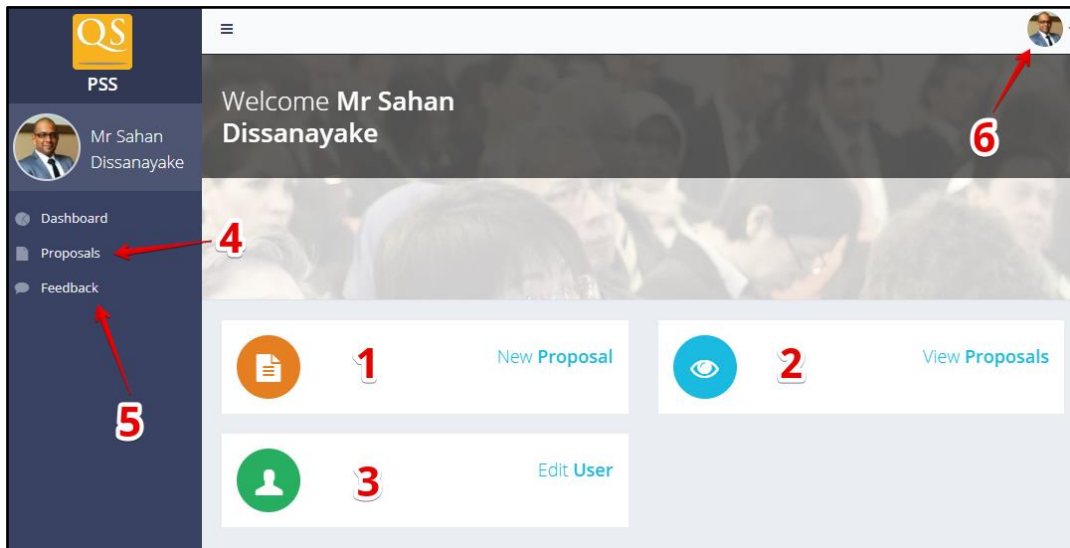 QS
PSS
Mr Sahan
Dissanayake
Dashboard
Proposals
Feedback
Welcome Mr Sahan
Dissanayake
6
4
5
1
New Proposal
2
View Proposals
3
Edit User